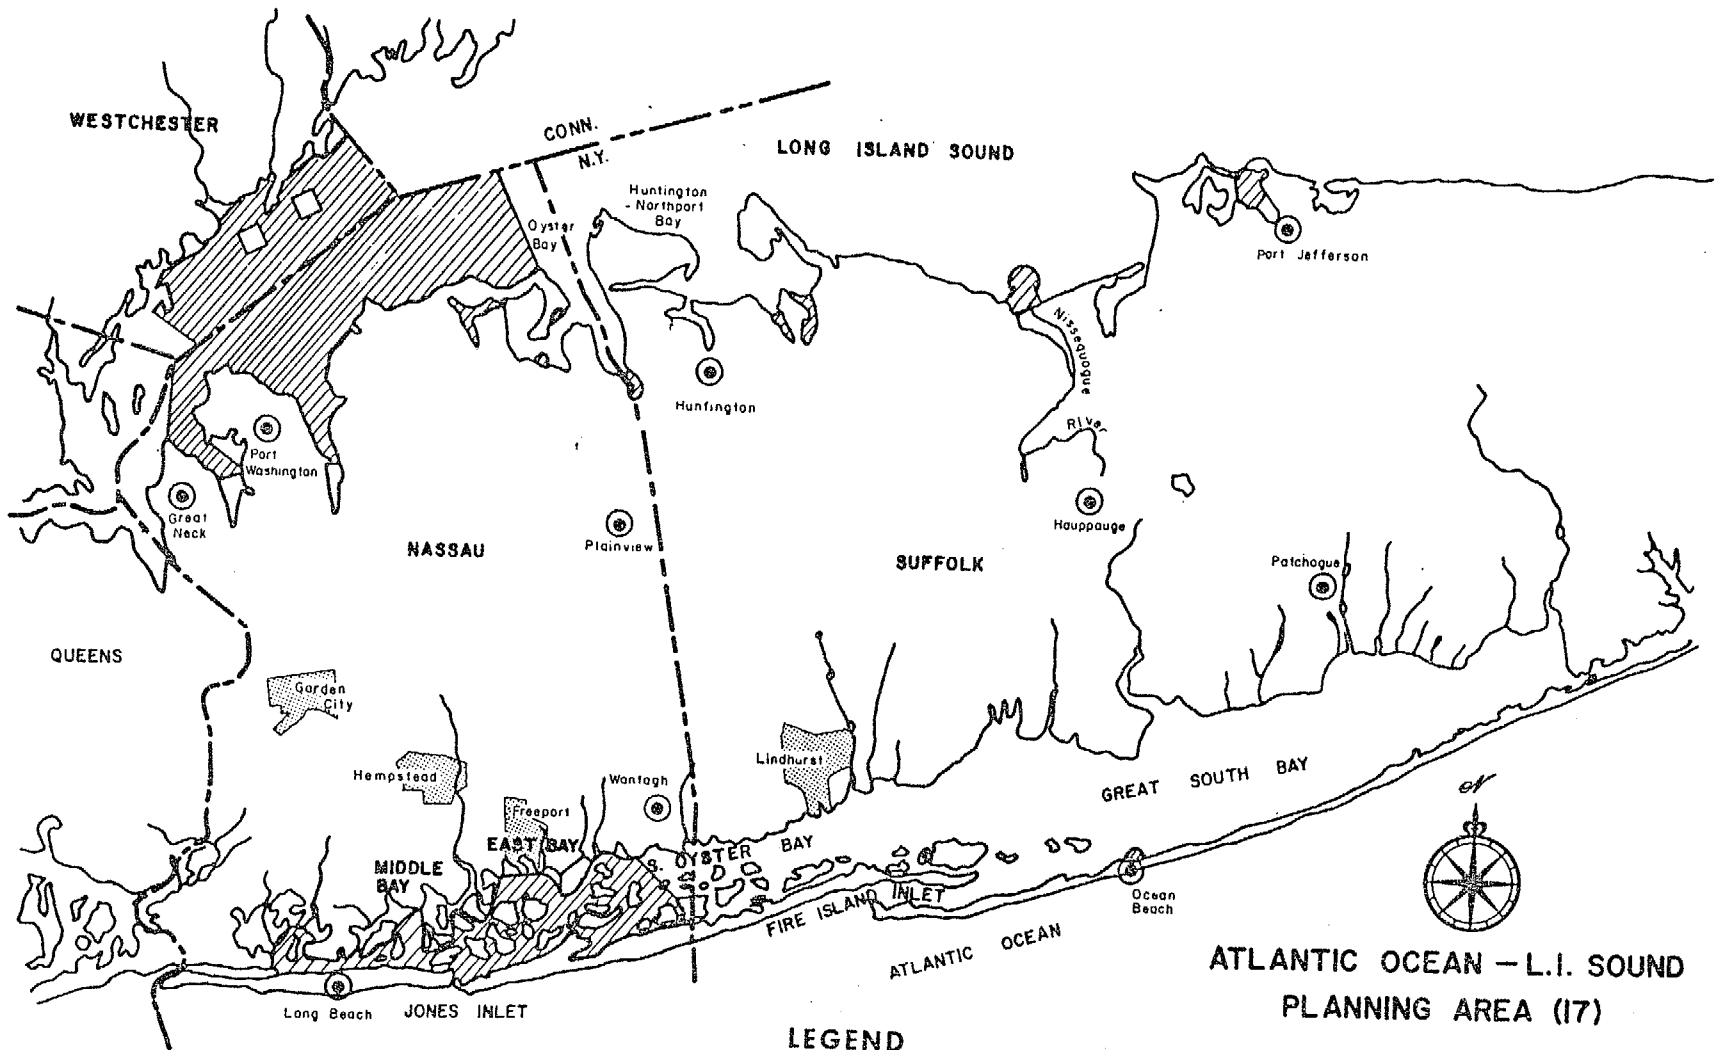 WESTCHESTER
CONN.
N.Y.
LONG ISLAND SOUND
Huntington
- Northport
Bay
Oyster
Bay
Port Jefferson
Nissequogue
River
Huntington
Port
Washington
Great
Neck
Plainview
Hauppauge
NASSAU
SUFFOLK
Patchogue
QUEENS
Garden
City
Hempstead
Freeport
Wantagh
Lindhurst
EAST BAY
MIDDLE
BAY
S. OYSTER BAY
GREAT SOUTH BAY
FIRE ISLAND INLET
Ocean
Beach
ATLANTIC OCEAN
Long Beach
JONES INLET
N
ATLANTIC OCEAN – L.I. SOUND
PLANNING AREA (17)
LEGEND